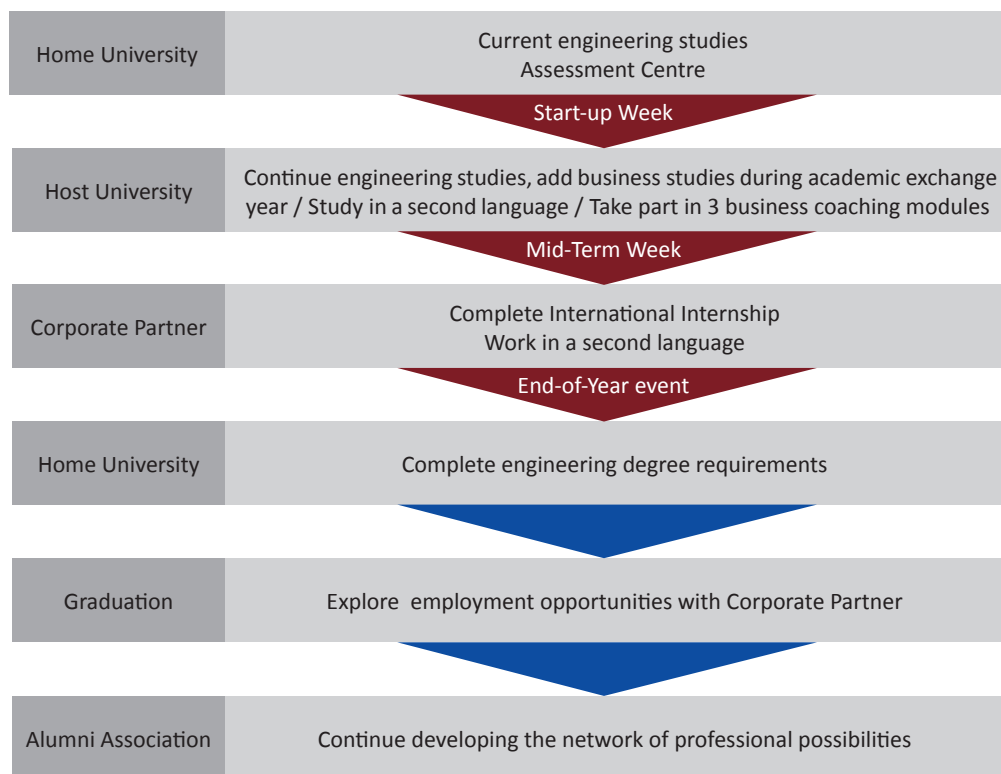 Home University
Current engineering studies
Assessment Centre
Start-up Week
Host University
Continue engineering studies, add business studies during academic exchange
year / Study in a second language / Take part in 3 business coaching modules
Mid-Term Week
Corporate Partner
Complete International Internship
Work in a second language
End-of-Year event
Home University
Complete engineering degree requirements
Graduation
Explore employment opportunities with Corporate Partner
Alumni Association
Continue developing the network of professional possibilities